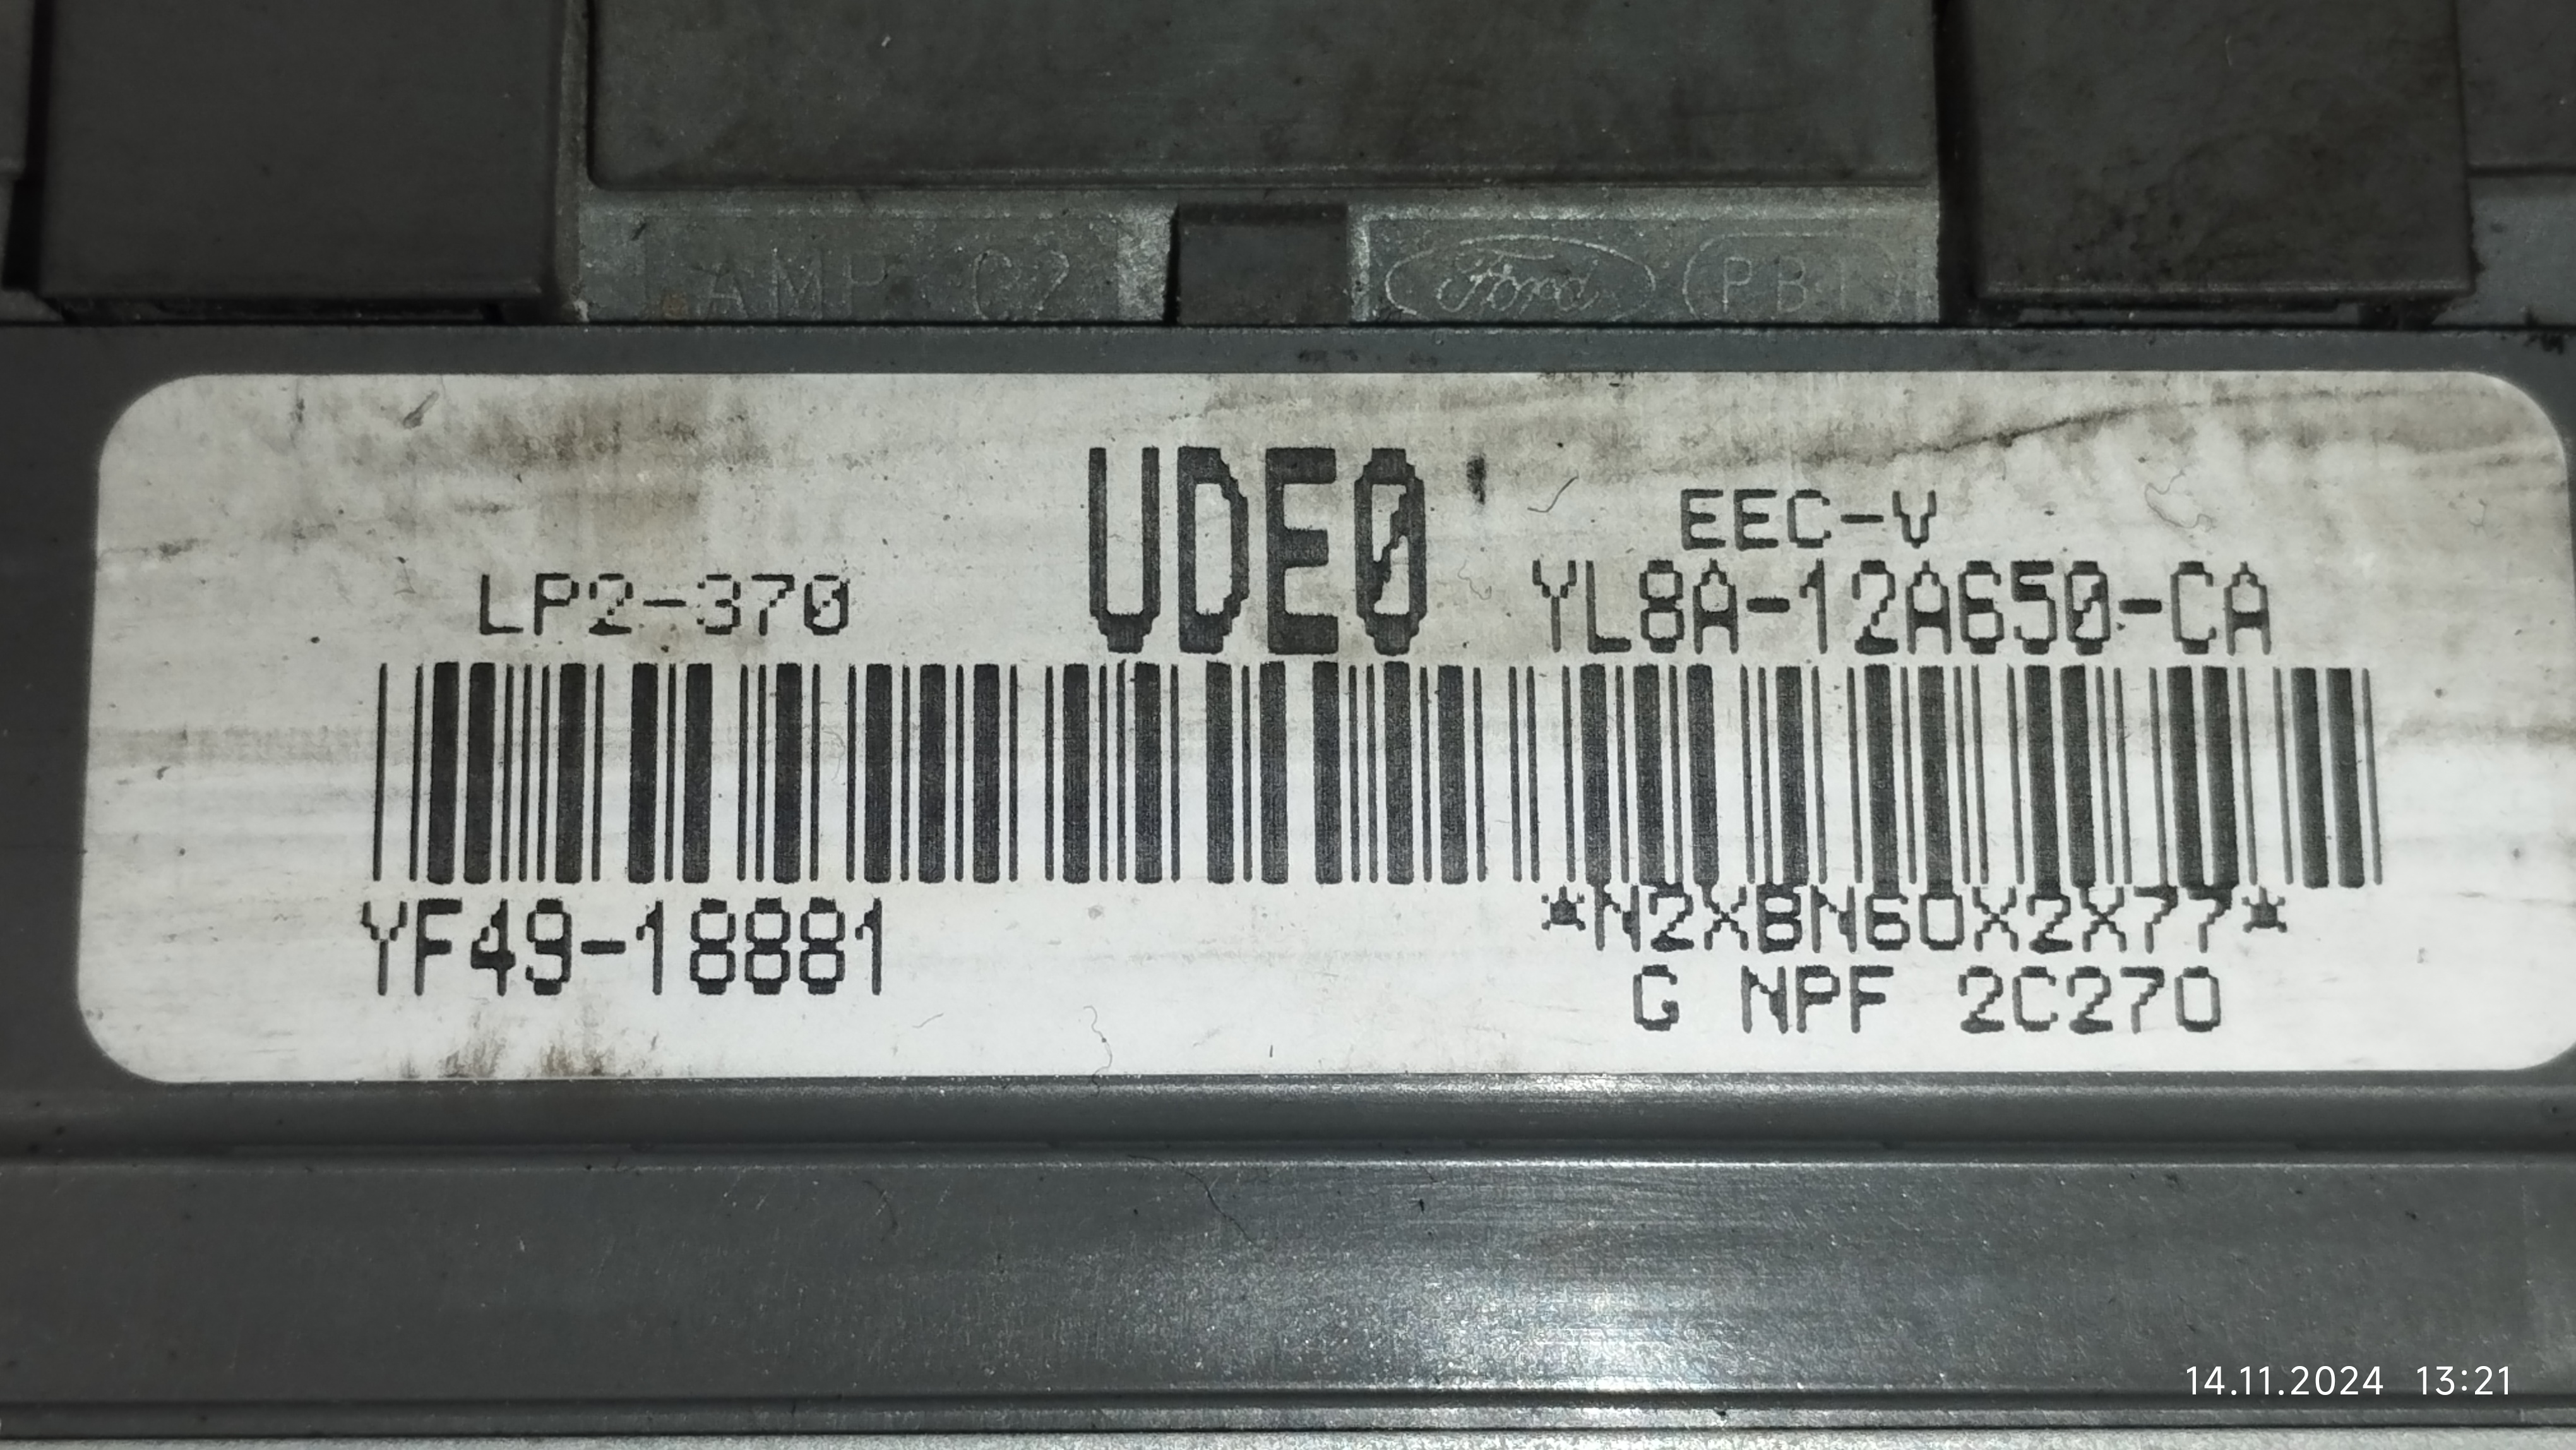 AMP C2
Ford PB1
UDE0
EEC-V
LP2-370
YL8A-12A650-CA
YF49-18881
*N2XBN60X2X77*
G NPF 2C270
14.11.2024 13:21